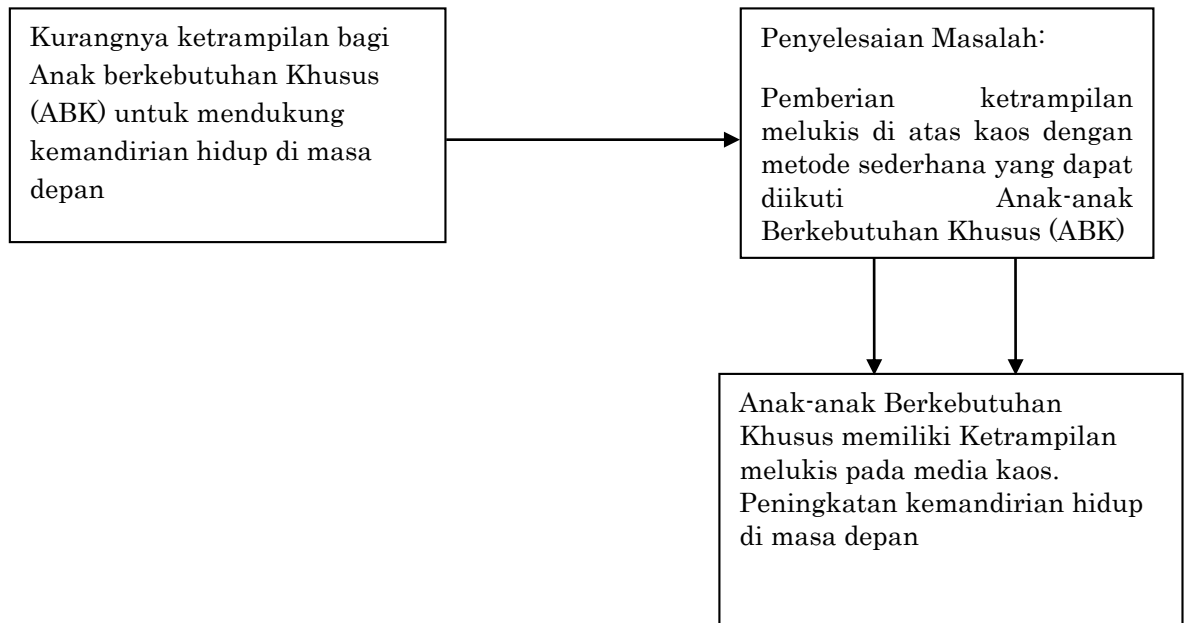 Kurangnya ketrampilan bagi
Anak berkebutuhan Khusus
(ABK) untuk mendukung
kemandirian hidup di masa
depan
Penyelesaian Masalah:
Pemberian ketrampilan
melukis di atas kaos dengan
metode sederhana yang dapat
diikuti Anak-anak
Berkebutuhan Khusus (ABK)
Anak-anak Berkebutuhan
Khusus memiliki Ketrampilan
melukis pada media kaos.
Peningkatan kemandirian hidup
di masa depan